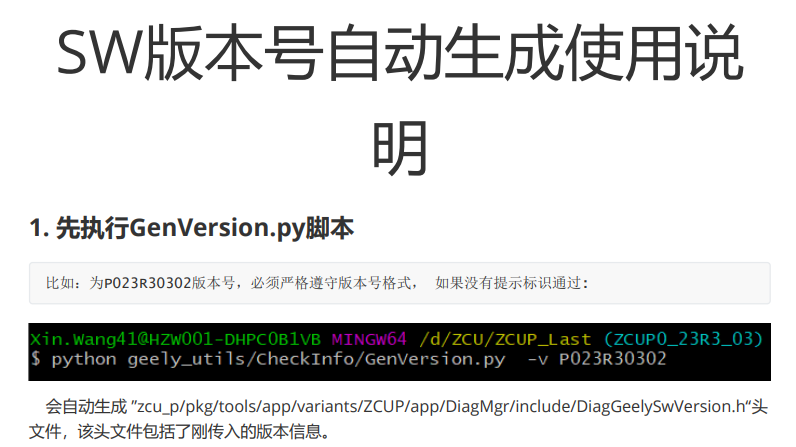 SW版本号自动生成使用说
明
1. 先执行GenVersion.py脚本
比如：为P023R30302版本号，必须严格遵守版本号格式， 如果没有提示标识通过：
Xin.Wang41@HZW001-DHPC0B1VB MINGW64 /d/ZCU/ZCUP_Last (ZCUP0_23R3_03)
$ python geely_utils/CheckInfo/GenVersion.py  -v P023R30302
会自动生成 ”zcu_p/pkg/tools/app/variants/ZCUP/app/DiagMgr/include/DiagGeelySwVersion.h“头
文件，该头文件包括了刚传入的版本信息。